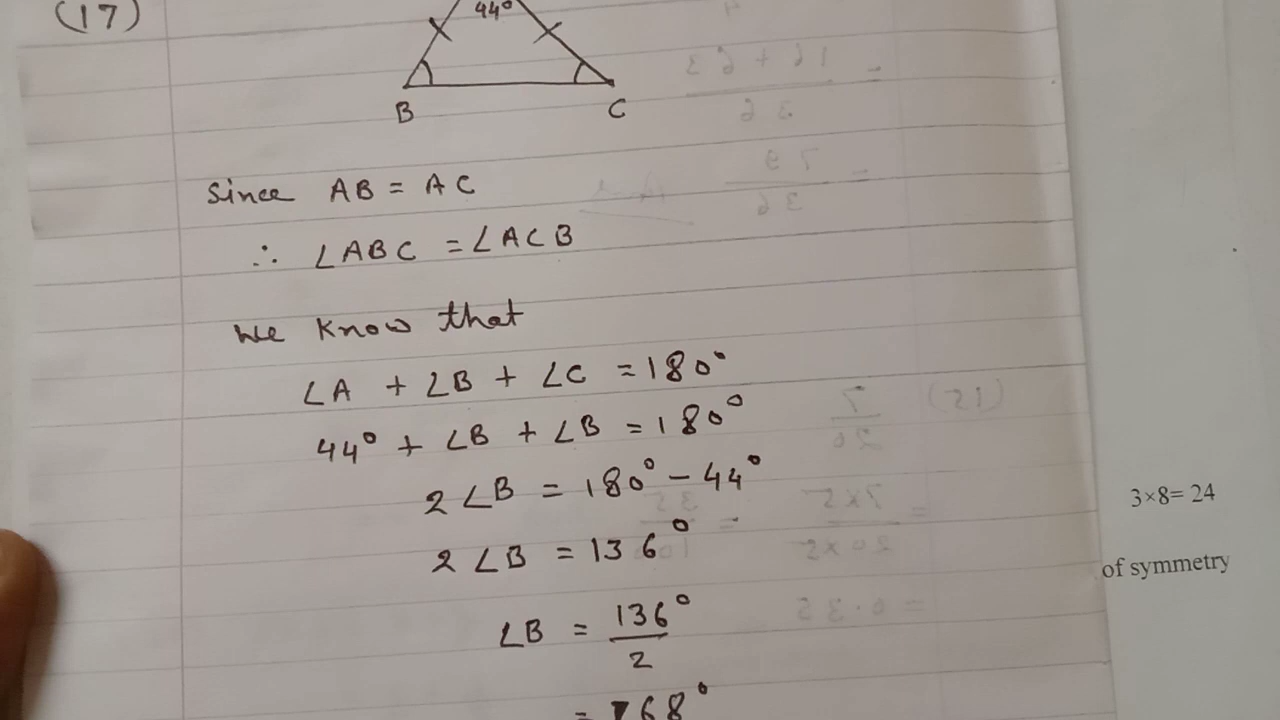 (17)
44°
B
C
Since AB = AC
∴ ∠ABC = ∠ACB
We know that
∠A + ∠B + ∠C = 180°
44° + ∠B + ∠B = 180°
2 ∠B = 180° - 44°
2 ∠B = 136°
∠B = 136°
2
= 68°
3×8= 24
of symmetry